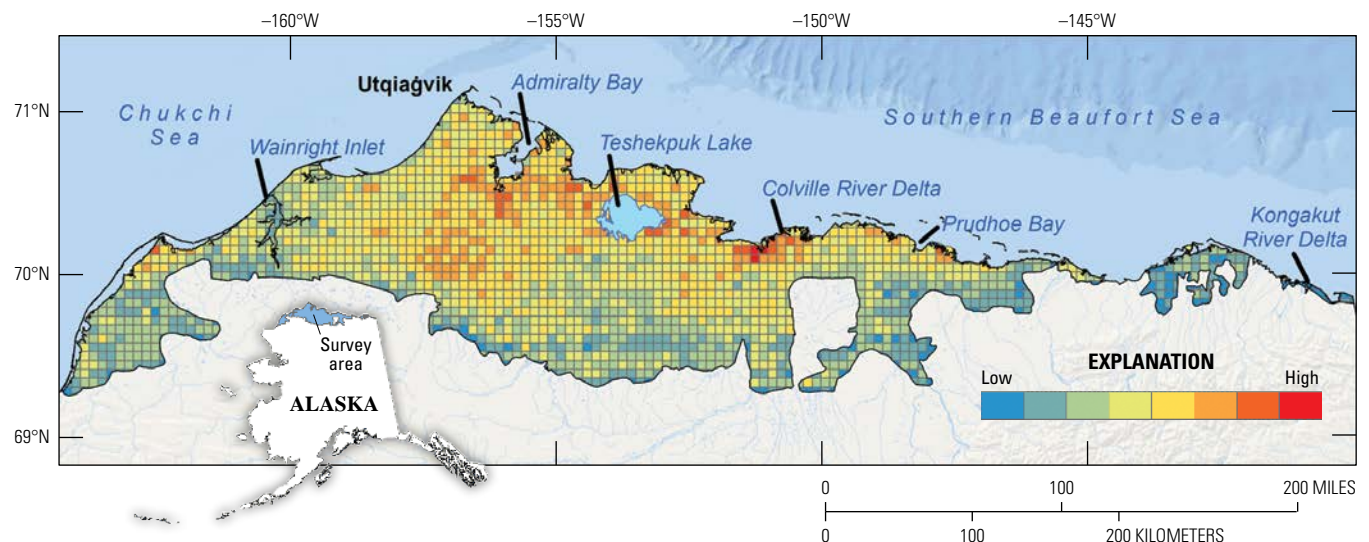 –160°W
–155°W
–150°W
–145°W
71°N
70°N
69°N
Chukchi
Sea
Utqiaġvik
Admiralty Bay
Southern Beaufort Sea
Wainright Inlet
Teshekpuk Lake
Colville River Delta
Prudhoe Bay
Kongakut
River Delta
Survey
area
ALASKA
EXPLANATION
Low
High
0
100
200 MILES
0
100
200 KILOMETERS